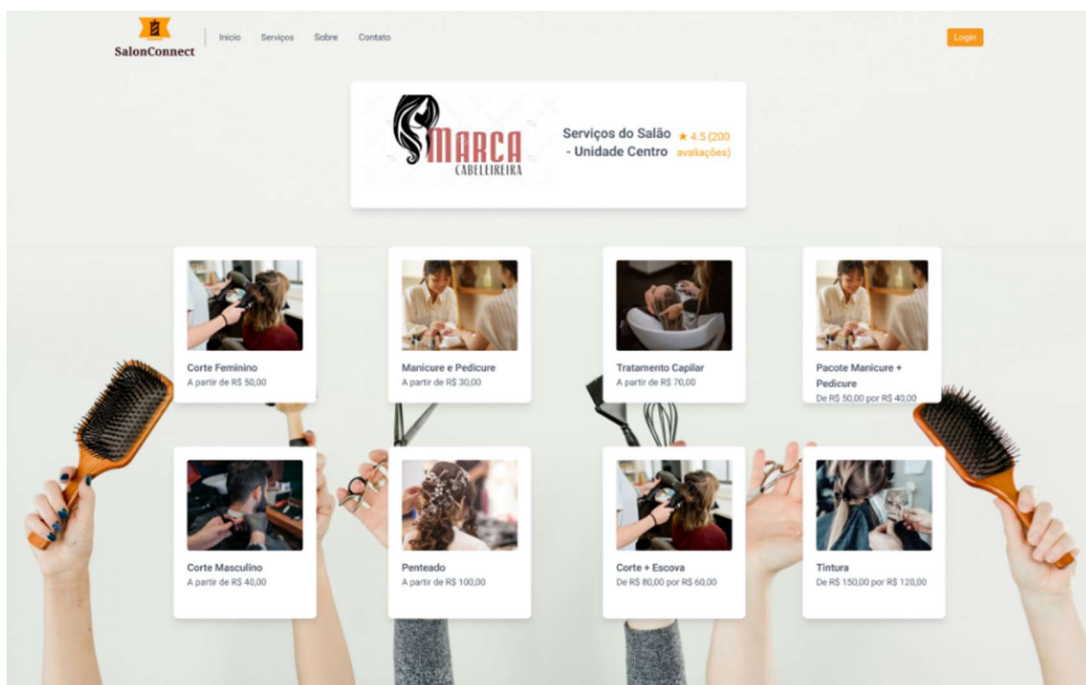 SalonConnect
Início
Serviços
Sobre
Contato
Login
MARCA
CABELEIREIRA
Serviços do Salão
- Unidade Centro
★ 4.5 (200
avaliações)
Corte Feminino
A partir de R$ 50,00
Manicure e Pedicure
A partir de R$ 30,00
Tratamento Capilar
A partir de R$ 70,00
Pacote Manicure +
Pedicure
De R$ 50,00 por R$ 40,00
Corte Masculino
A partir de R$ 40,00
Penteado
A partir de R$ 100,00
Corte + Escova
De R$ 80,00 por R$ 60,00
Tintura
De R$ 150,00 por R$ 120,00